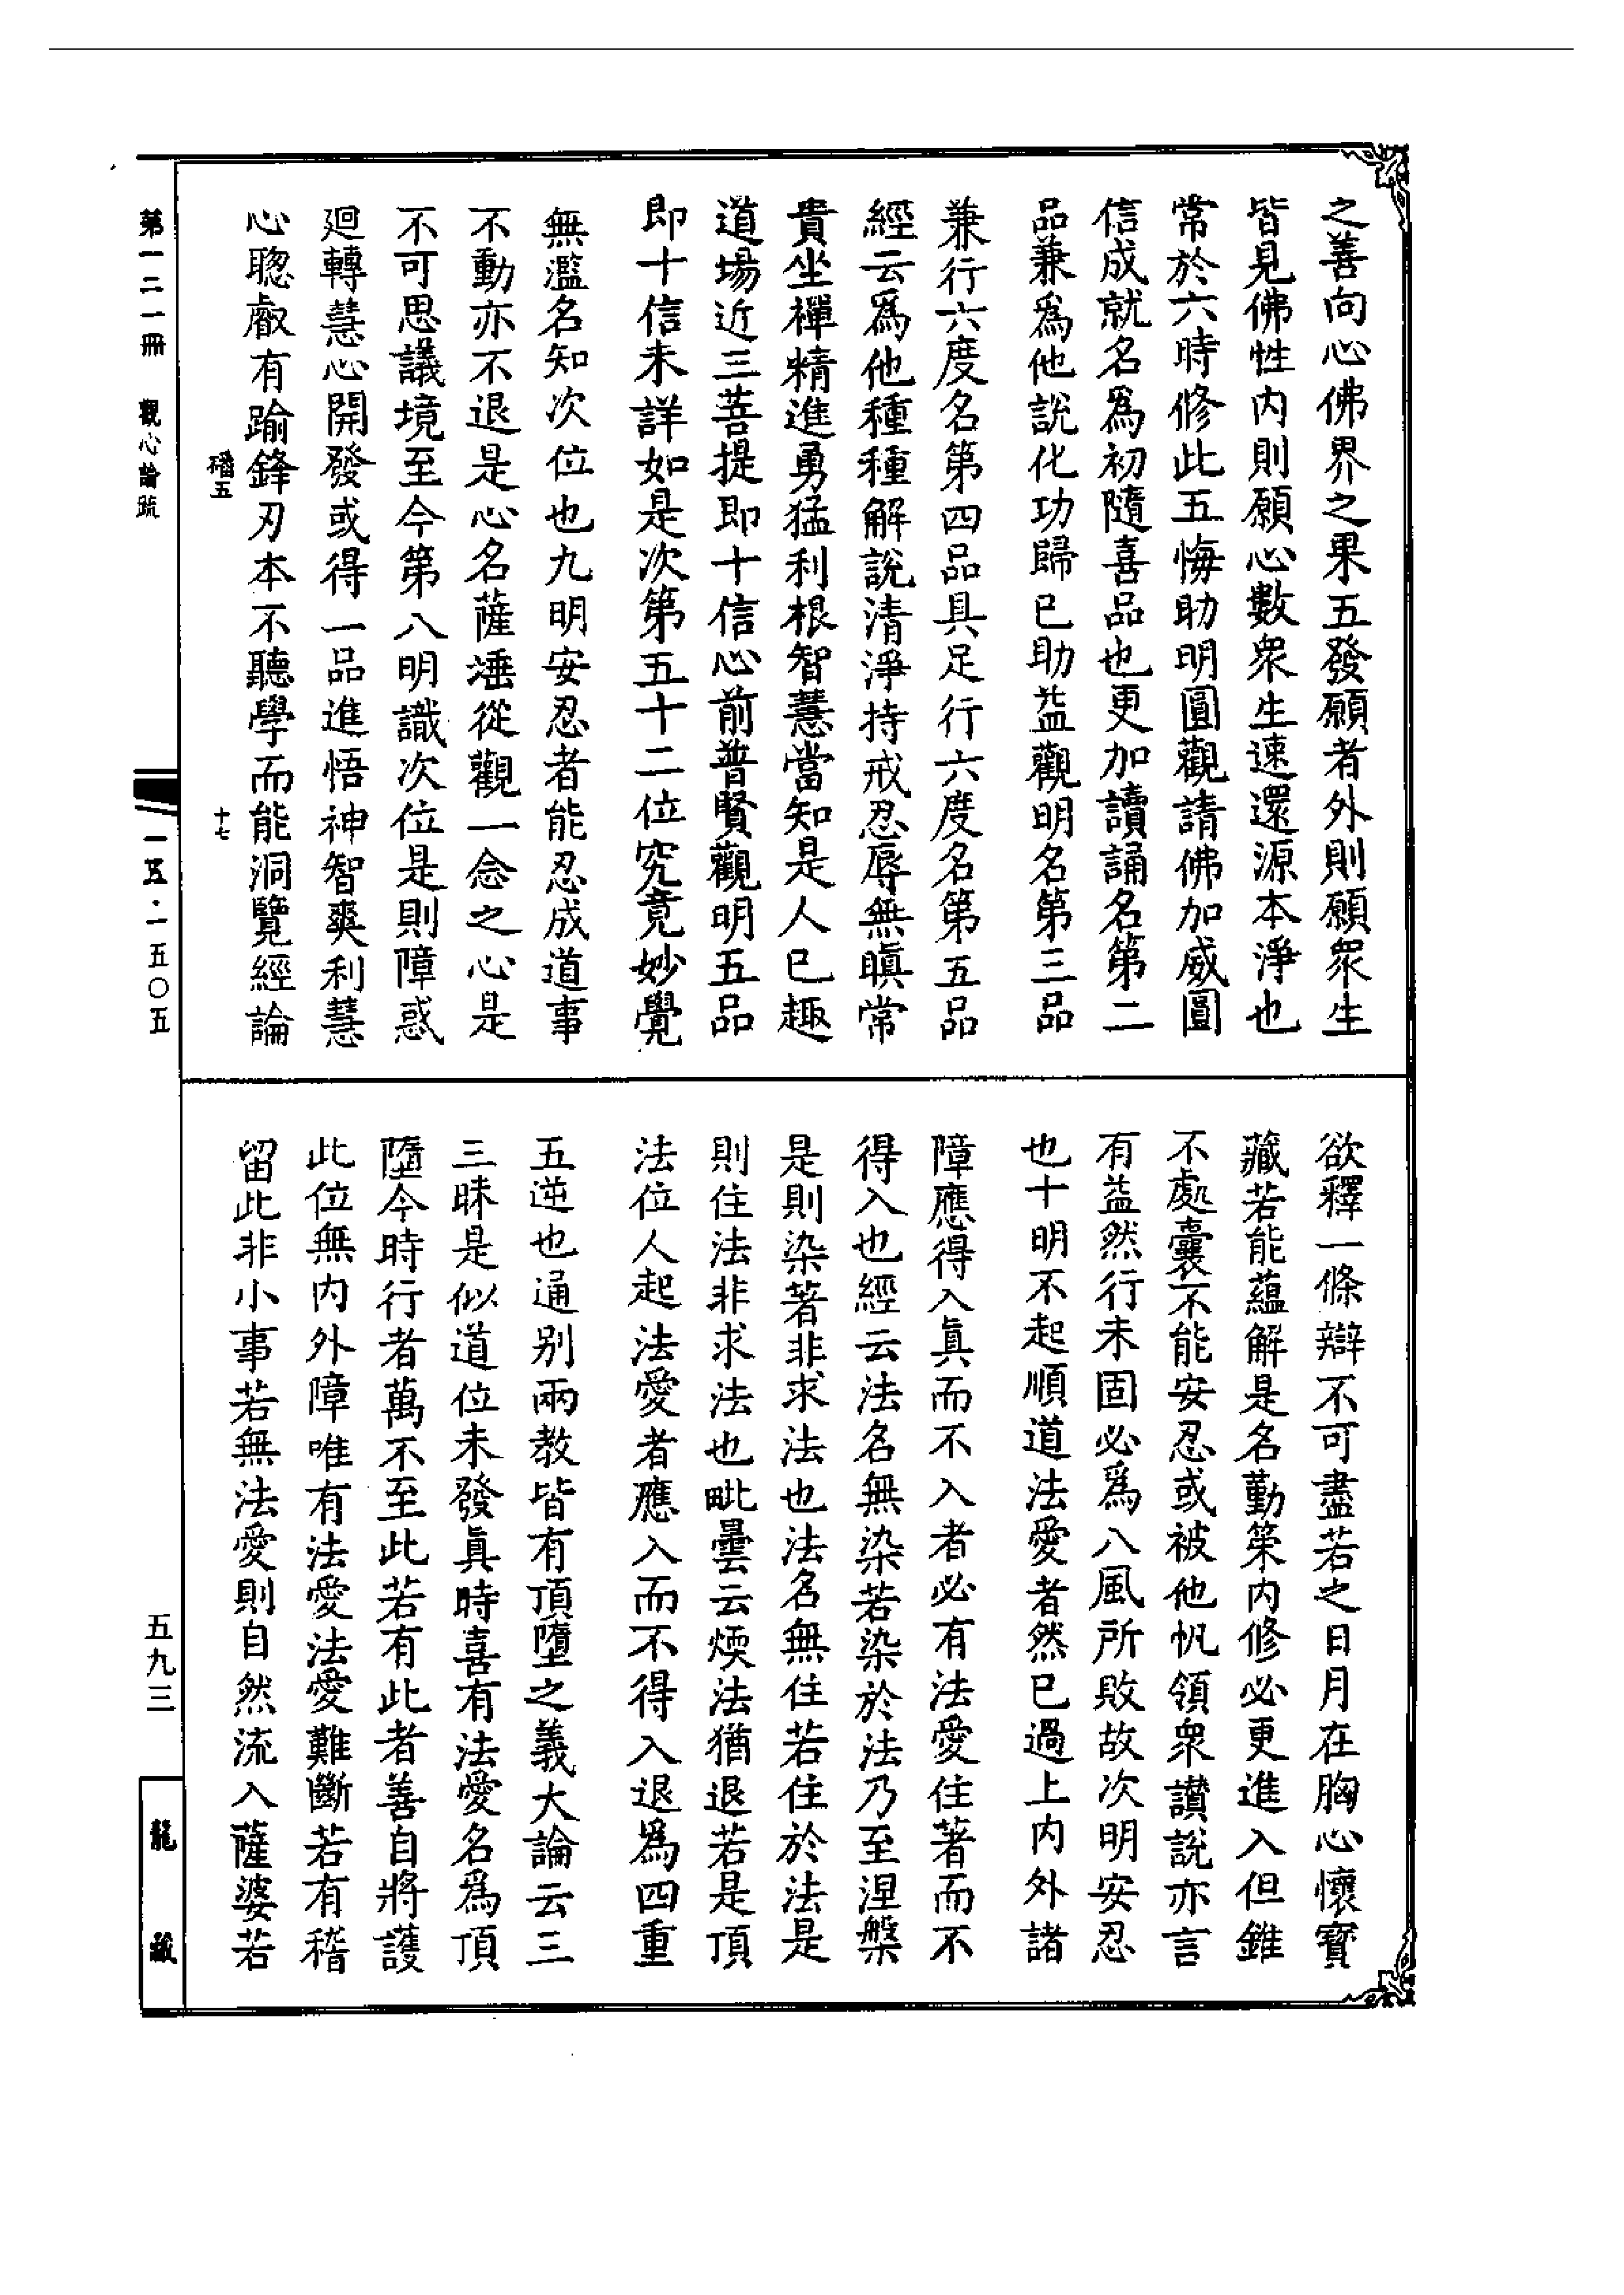 之善向心佛界之果五發願者外則願衆生
皆見佛性内則願心數衆生速還源本淨也
常於六時修此五悔助明圓觀請佛加威圓
信成就名爲初隨喜品也更加讀誦名第二
品兼爲他說化功歸已助益觀明名第三品
兼行六度名第四品具足行六度名第五品
經云爲他種種解說清淨持戒忍辱無瞋常
貴坐禪精進勇猛利根智慧當知是人已趣
道場近三菩提即十信心前普賢觀明五品
即十信未詳如是次第五十二位究竟妙覺
無濫名知次位也九明安忍者能忍成道事
不動亦不退是心名薩埵從觀一念之心是
不可思議境至今第八明識次位是則障惑
廻轉慧心開發或得一品進悟神智爽利慧
心聰叡有踰鋒刃本不聽學而能洞覽經論
欲釋一條辯不可盡若之日月在胸心懷寶
藏若能蘊解是名勤策内修必更進入但錐
不處囊不能安忍或被他帆領衆讃說亦言
有益然行未固必爲八風所敗故次明安忍
也十明不起順道法愛者然已過上内外諸
障應得入眞而不入者必有法愛住著而不
得入也經云法名無染若染於法乃至涅槃
是則染著非求法也法名無住若住於法是
則住法非求法也毗曇云煗法猶退若是頂
法位人起法愛者應入而不得入退爲四重
五逆也通别兩教皆有頂墮之義大論云三
三昧是似道位未發眞時喜有法愛名爲頂
墮今時行者萬不至此若有此者善自將護
此位無内外障唯有法愛法愛難斷若有稽
留此非小事若無法愛則自然流入薩婆若
第一二一冊 觀心論疏
磻五
十七
一五·一五〇五
五九三
龍藏